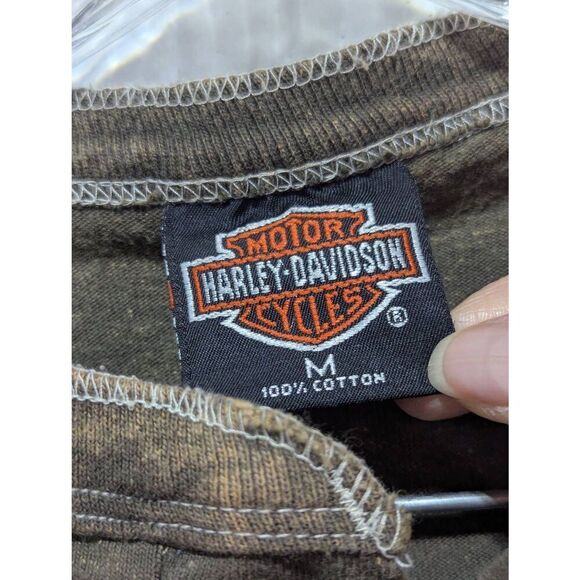 MOTOR
HARLEY-DAVIDSON
CYCLES
®
M
100% COTTON